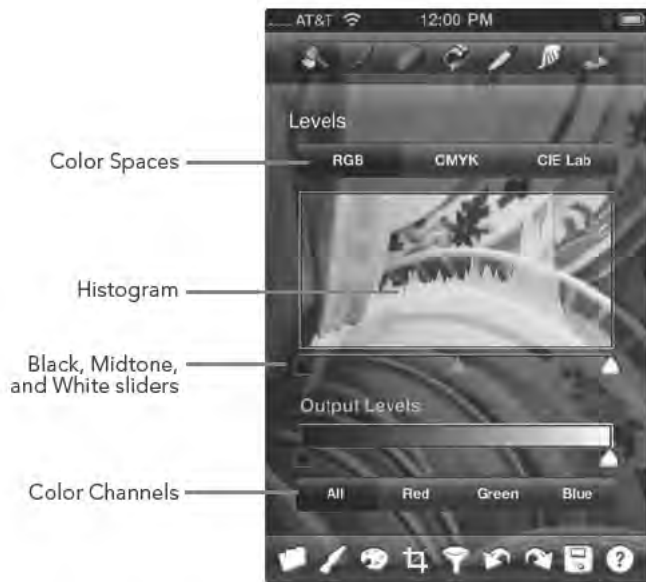 AT&T 12:00 PM
Levels
Color Spaces
RGB CMYK CIE Lab
Histogram
Black, Midtone,
and White sliders
Output Levels
Color Channels
All Red Green Blue
?